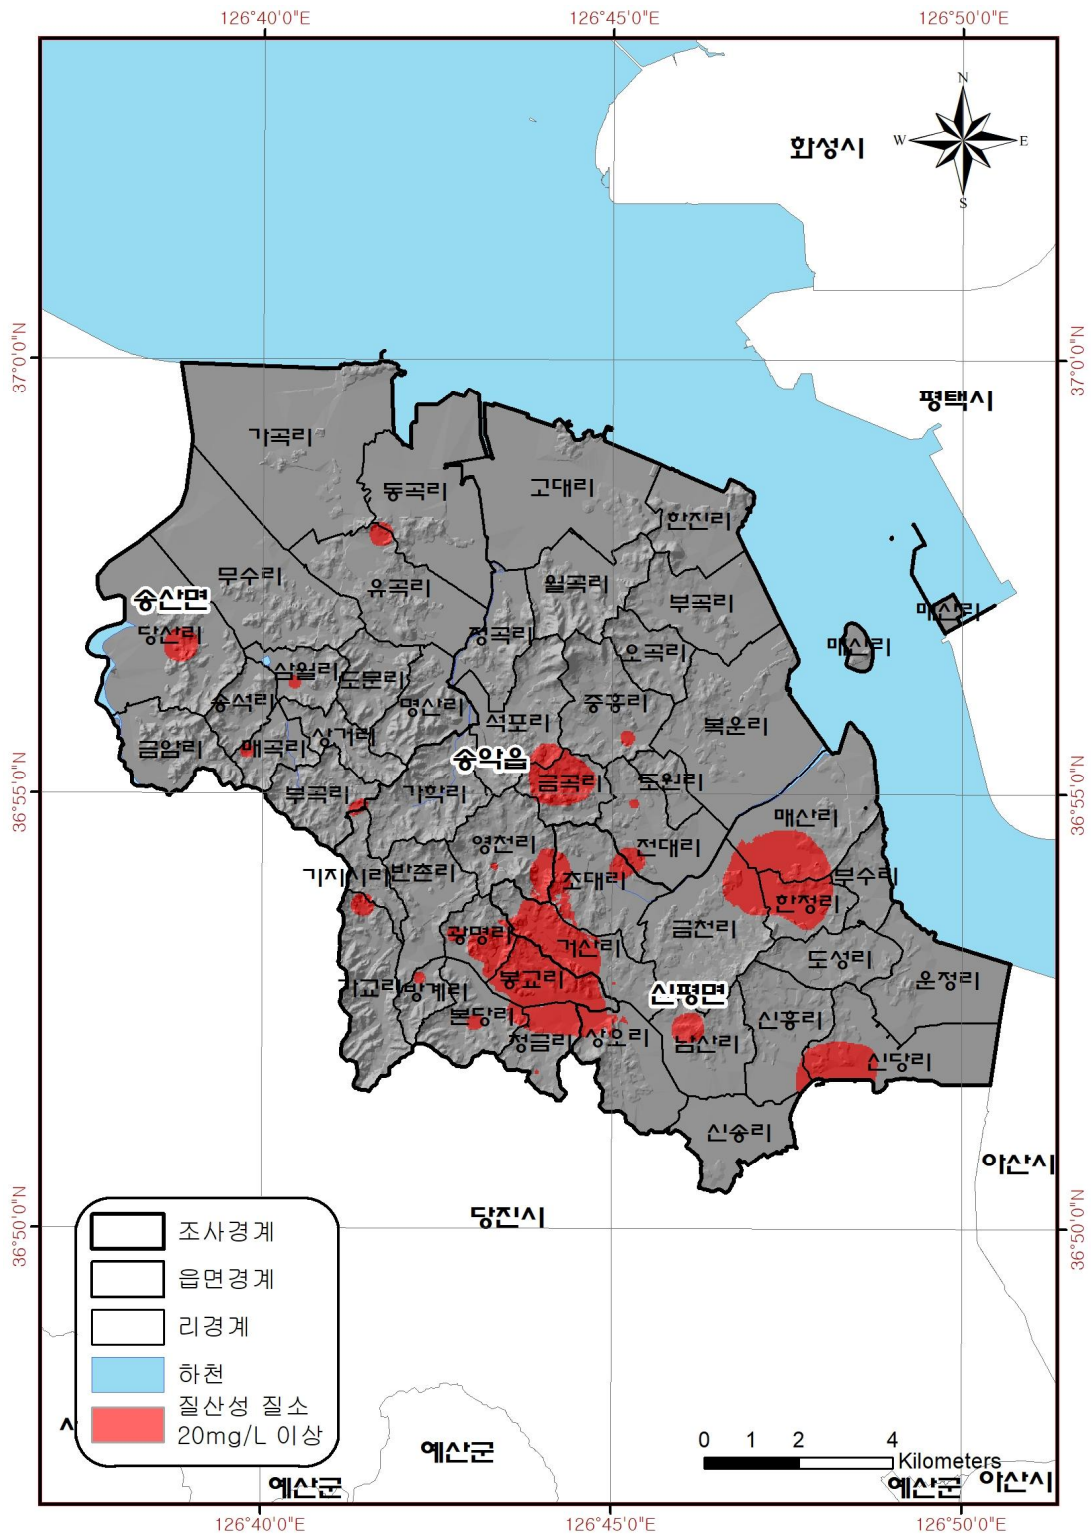 126°40'0"E
126°45'0"E
126°50'0"E
N
화성시
W
E
S
37°0'0"N
37°0'0"N
평택시
가곡리
동곡리
고대리
한진리
무수리
유곡리
월곡리
부곡리
송산면
매산리
당산리
정곡리
오곡리
매산리
삼월리
도문리
송석리
명산리
중흥리
석포리
복운리
금암리
매곡리
상거리
송악읍
금곡리
도원리
36°55'0"N
36°55'0"N
부곡리
가학리
매산리
영천리
전대리
기지시리
반촌리
초대리
부수리
한정리
금천리
광명리
거산리
도성리
봉교리
운정리
가교리
방계리
신평면
본당리
신흥리
정금리
상오리
남산리
신당리
신송리
아산시
당진시
36°50'0"N
36°50'0"N
조사경계
읍면경계
리경계
하천
질산성 질소
20mg/L 이상
예산군
0 1 2 4
Kilometers
예산군
예산군
아산시
126°40'0"E
126°45'0"E
126°50'0"E